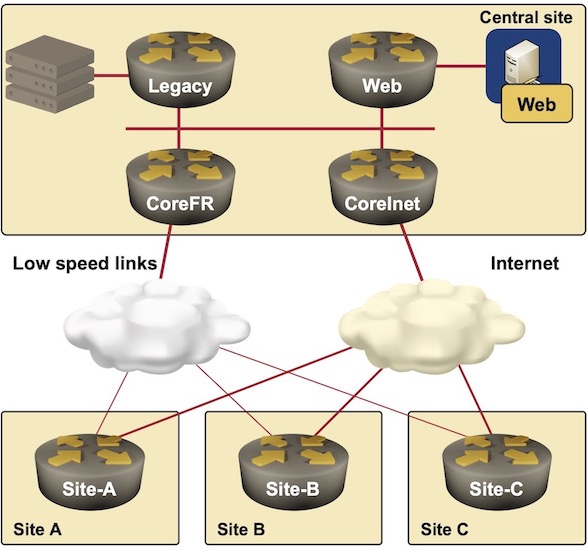 Central site
Legacy
Web
Web
CoreFR
CoreInet
Low speed links
Internet
Site-A
Site-B
Site-C
Site A
Site B
Site C